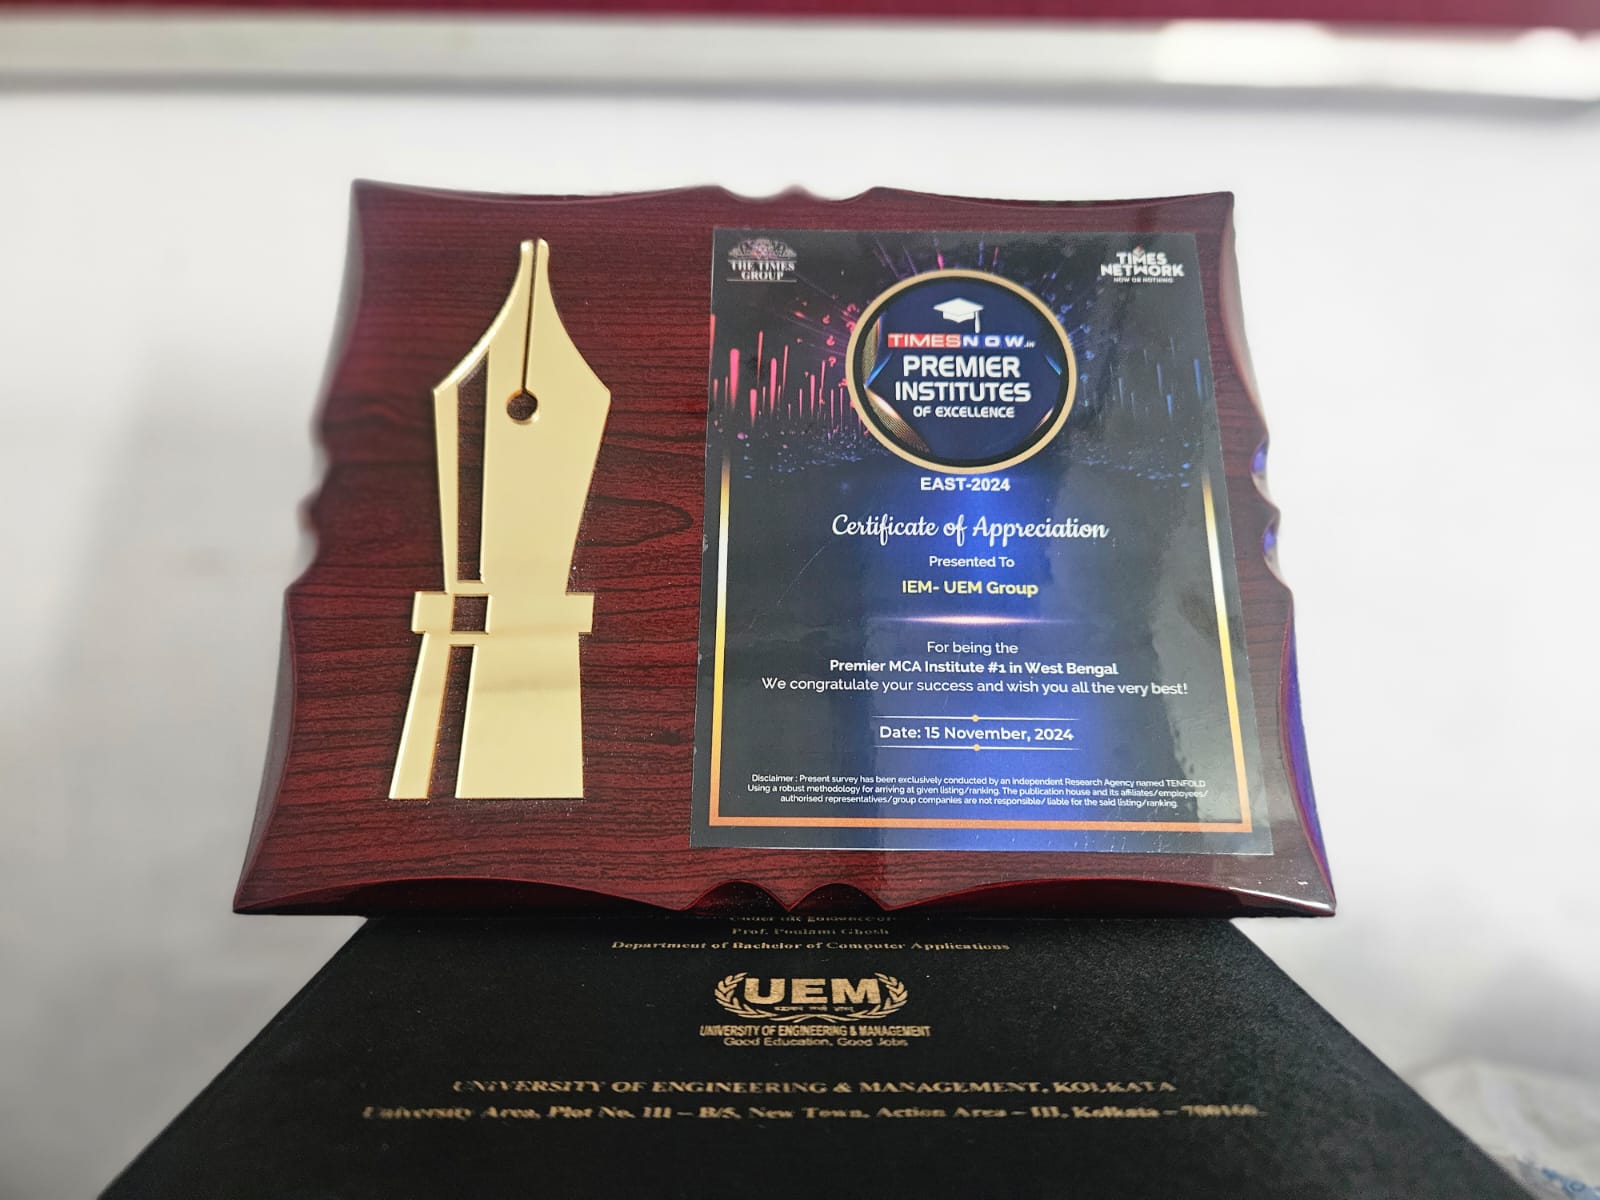 THE TIMES
GROUP
TIMES
NETWORK
NOW OR NOTHING
TIMES NOW.in
PREMIER
INSTITUTES
OF EXCELLENCE
EAST-2024
Certificate of Appreciation
Presented To
IEM- UEM Group
For being the
Premier MCA Institute #1 in West Bengal
We congratulate your success and wish you all the very best!
Date: 15 November, 2024
Disclaimer : Present survey has been exclusively conducted by an independent Research Agency named TENFOLD
Using a robust methodology for arriving at given listing/ranking. The publication house and its affiliates/employees/
authorised representatives/group companies are not responsible/ liable for the said listing/ranking.
Under the guidance of
Prof. Poulami Ghosh
Department of Bachelor of Computer Applications
UEM
UNIVERSITY OF ENGINEERING & MANAGEMENT
Good Education, Good Jobs
UNIVERSITY OF ENGINEERING & MANAGEMENT, KOLKATA
University Area, Plot No. III – B/5, New Town, Action Area – III, Kolkata – 700160.